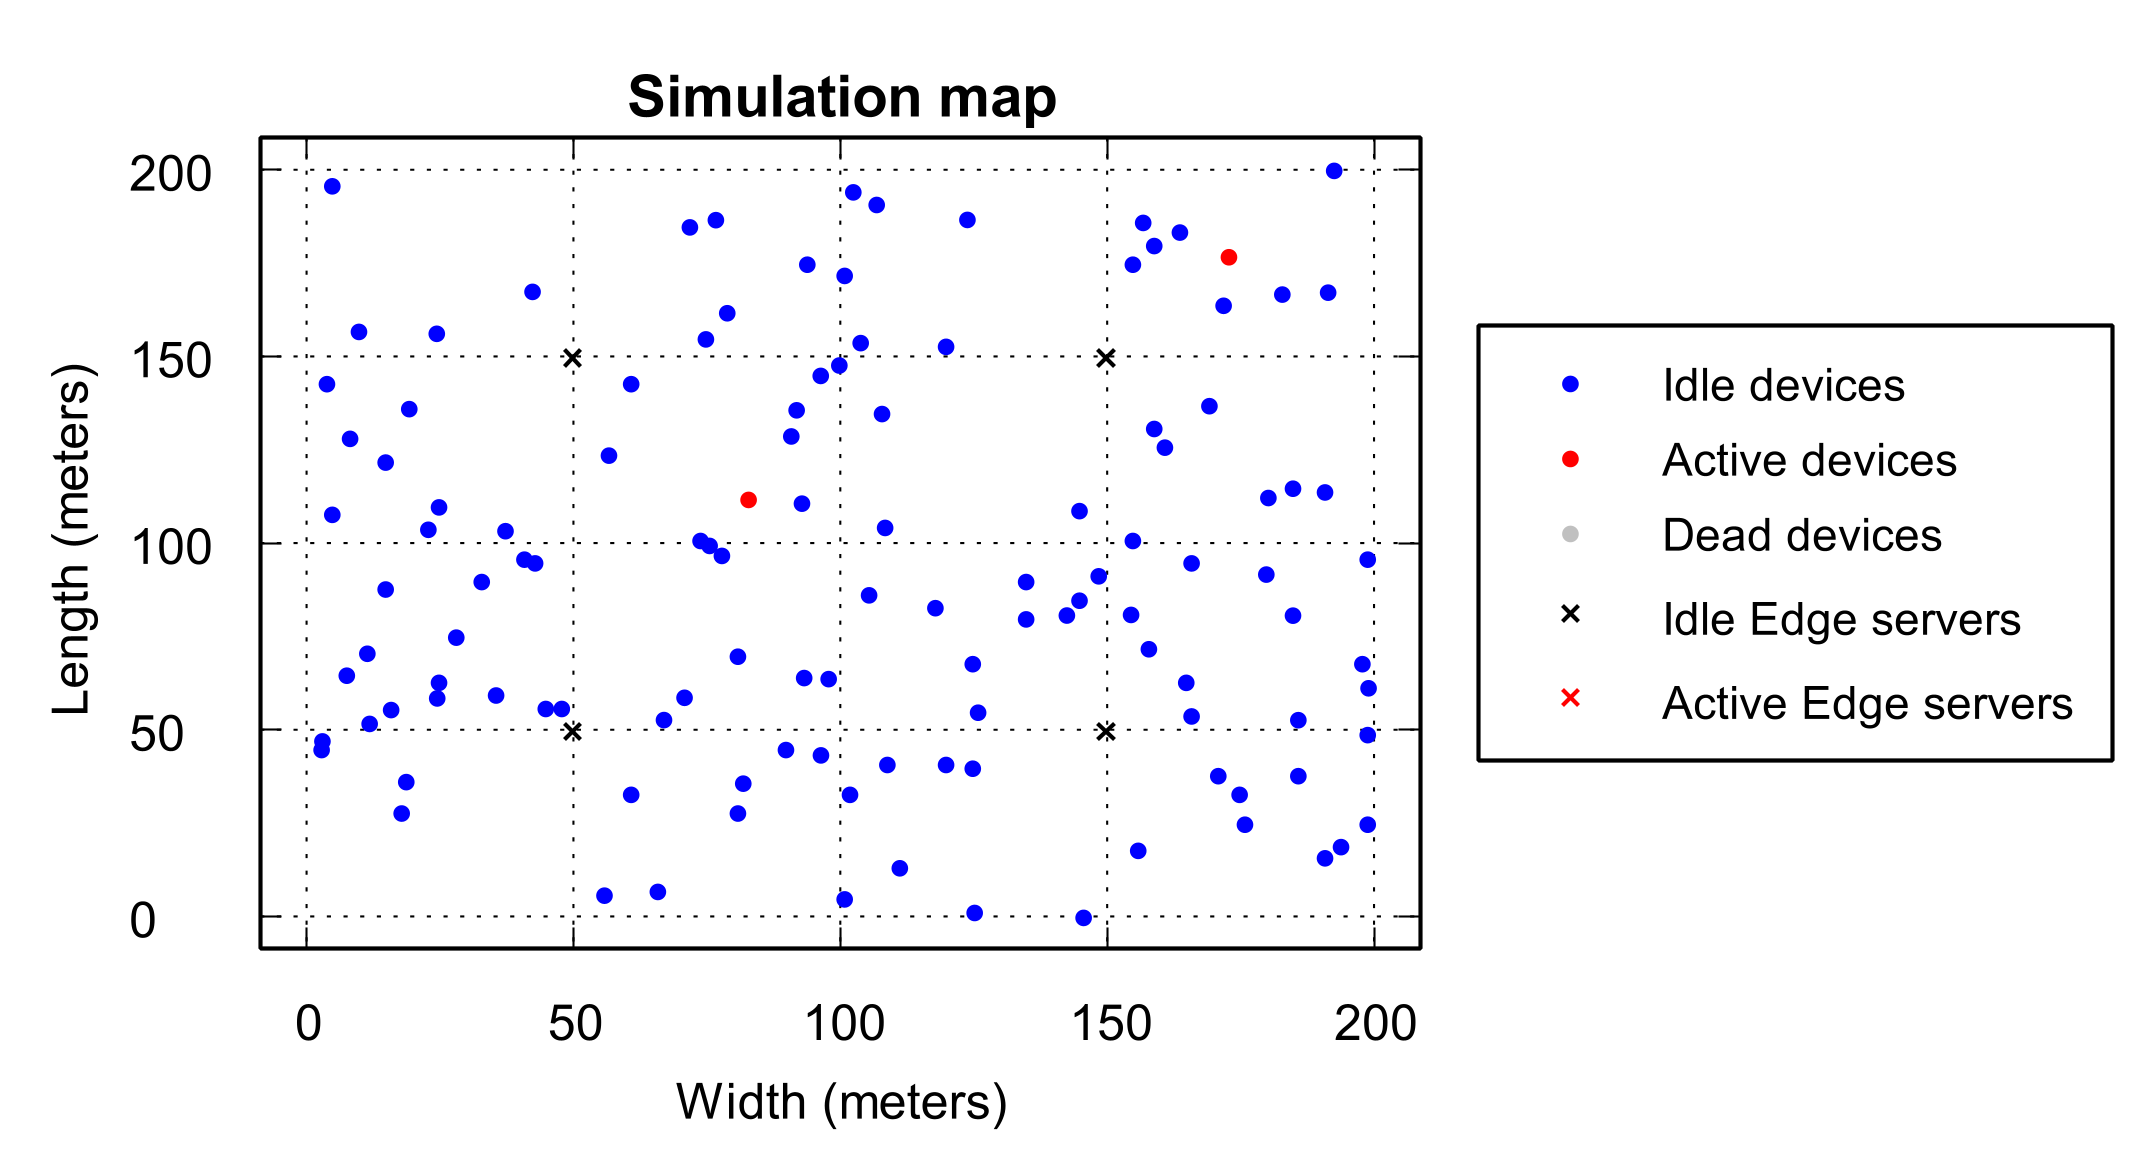 Simulation map
200
150
100
50
0
Length (meters)
0 50 100 150 200
Width (meters)
Idle devices
Active devices
Dead devices
Idle Edge servers
Active Edge servers